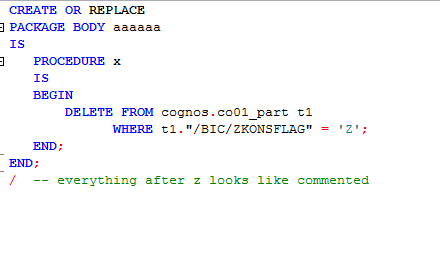 CREATE OR REPLACE
PACKAGE BODY aaaaaa
IS
PROCEDURE x
IS
BEGIN
DELETE FROM cognos.co01_part t1
WHERE t1."/BIC/ZKONSFLAG" = 'Z';
END;
END;
/ -- everything after z looks like commented